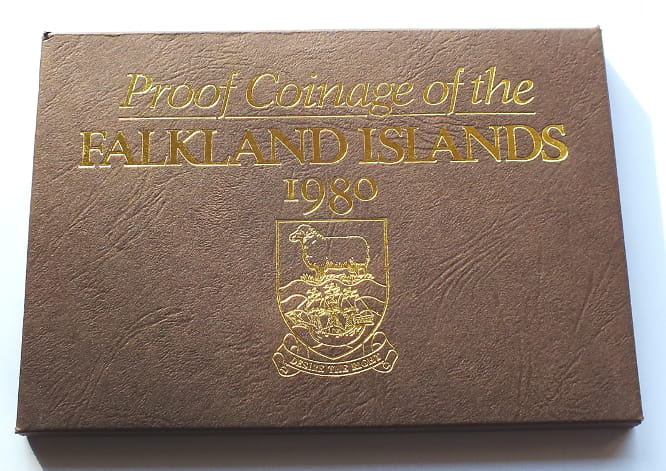 Proof Coinage of the
FALKLAND ISLANDS
1980
DESIRE THE RIGHT